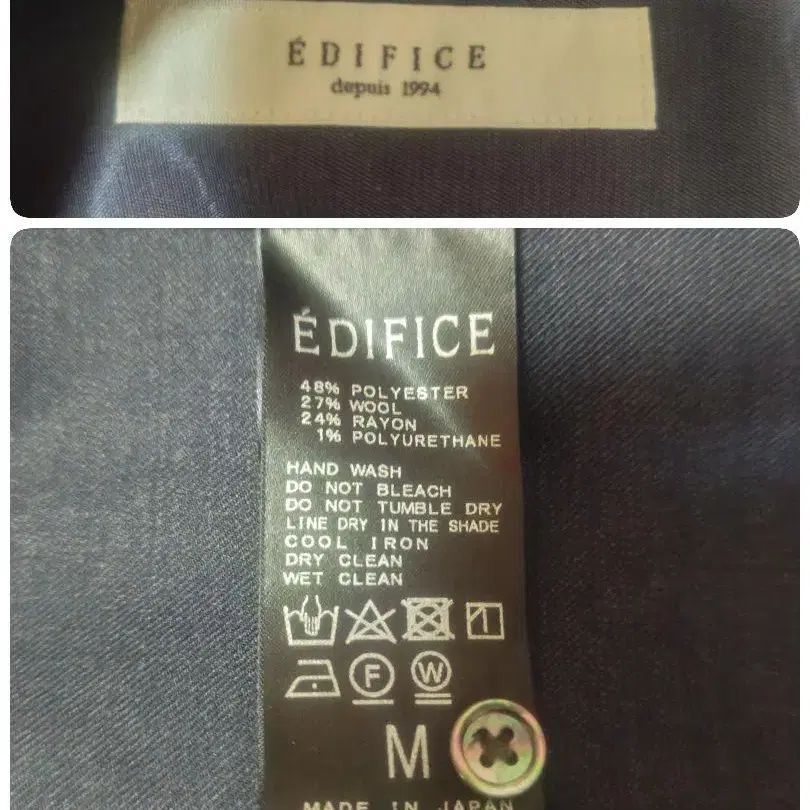 ÉDIFICE
depuis 1994
ÉDIFICE
48% POLYESTER
27% WOOL
24% RAYON
1% POLYURETHANE
HAND WASH
DO NOT BLEACH
DO NOT TUMBLE DRY
LINE DRY IN THE SHADE
COOL IRON
DRY CLEAN
WET CLEAN
F W
M
MADE IN JAPAN